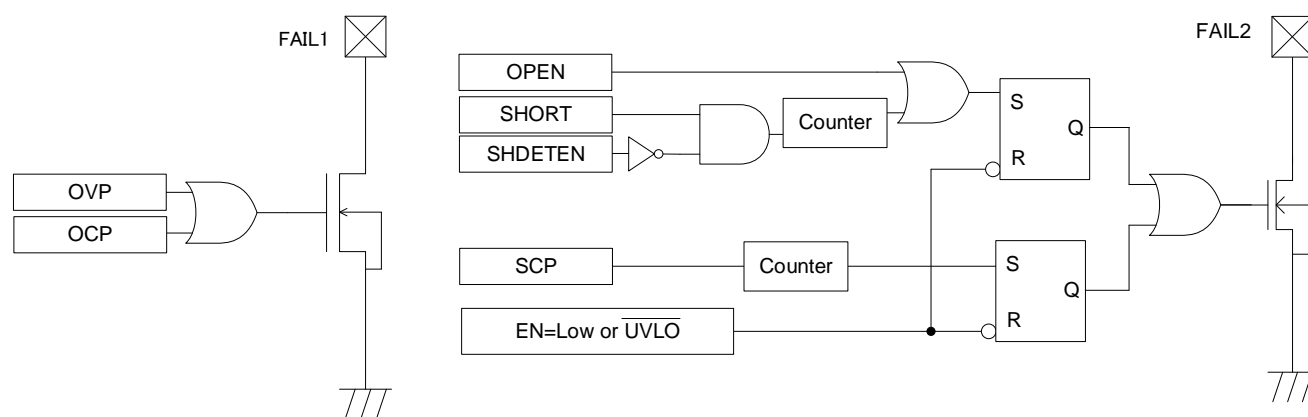 FAIL1
OVP
OCP
FAIL2
OPEN
SHORT
SHDETEN
Counter
S
Q
R
SCP
Counter
S
Q
R
EN=Low or UVLO